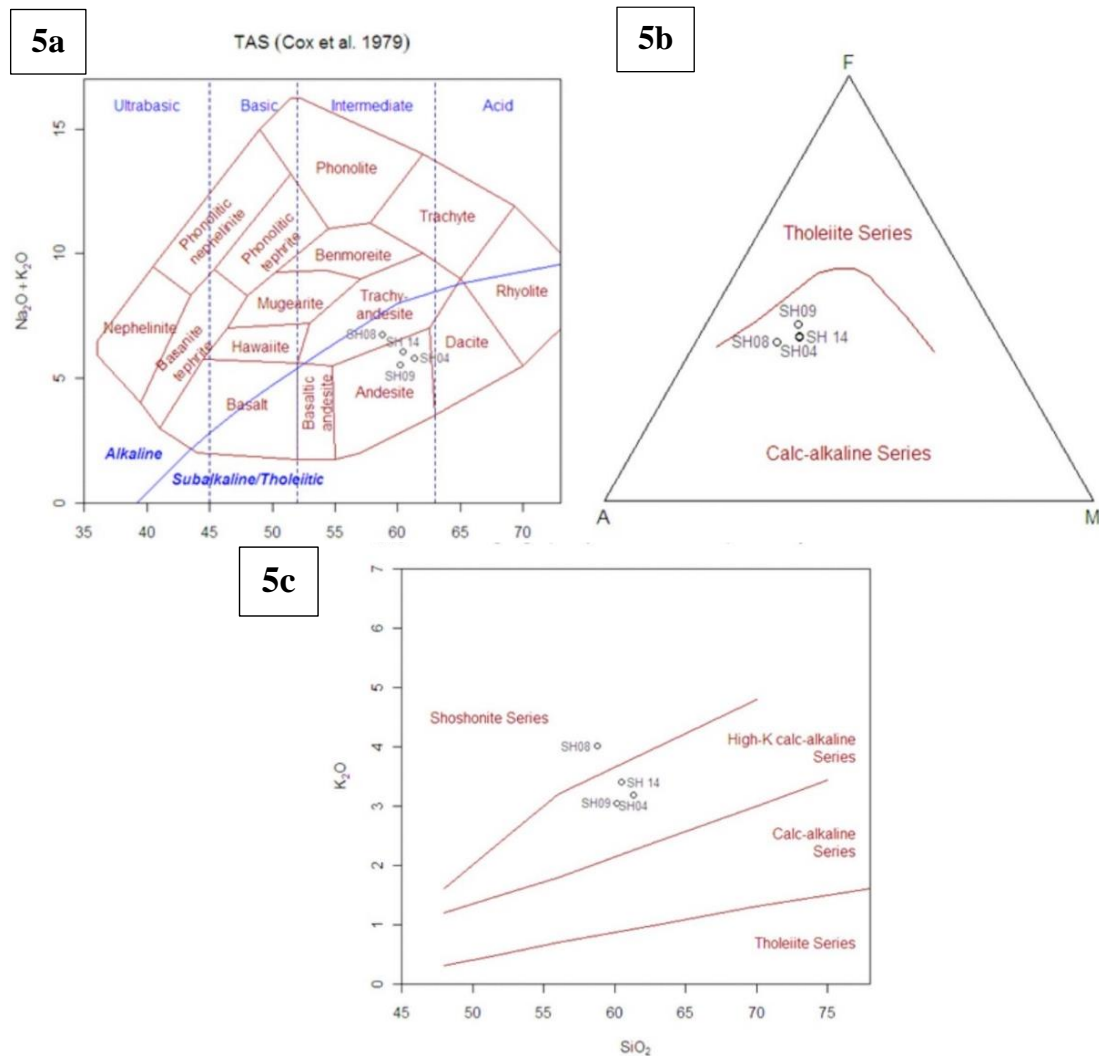 5a
TAS (Cox et al. 1979)
Ultrabasic
Basic
Intermediate
Acid
Phonolite
Phonolitic
nephelinite
Phonolitic
tephrite
Trachyte
Benmoreite
Mugearite
Trachy-
andesite
Rhyolite
Nephelinite
Basanite
tephrite
Hawaiite
Dacite
Basalt
Basaltic
andesite
Andesite
SH08
SH 14
SH04
SH09
Alkaline
Subalkaline/Tholeiitic
Na2O + K2O
0
5
10
15
35
40
45
50
55
60
65
70
5b
F
Tholeiite Series
SH09
SH08
SH 14
SH04
Calc-alkaline Series
A
M
5c
7
6
5
4
3
2
1
0
K2O
Shoshonite Series
High-K calc-alkaline
Series
Calc-alkaline
Series
Tholeiite Series
SH08
SH 14
SH09
SH04
45
50
55
60
65
70
75
SiO2